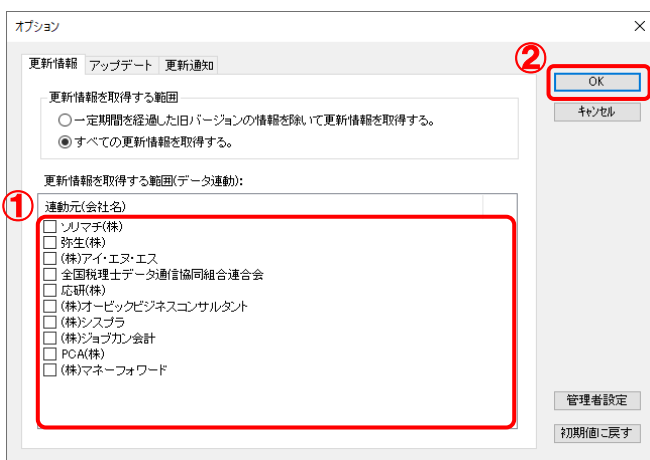 オプション
更新情報 アップデート 更新通知
②
OK
キャンセル
更新情報を取得する範囲
一定期間を経過した旧バージョンの情報を除いて更新情報を取得する。
すべての更新情報を取得する。
更新情報を取得する範囲(データ連動):
①
連動元(会社名)
ソリマチ(株)
弥生(株)
(株)アイ・エヌ・エス
全国税理士データ通信協同組合連合会
応研(株)
(株)オービックビジネスコンサルタント
(株)シスプラ
(株)ジョブカン会計
PCA(株)
(株)マネーフォワード
管理者設定
初期値に戻す